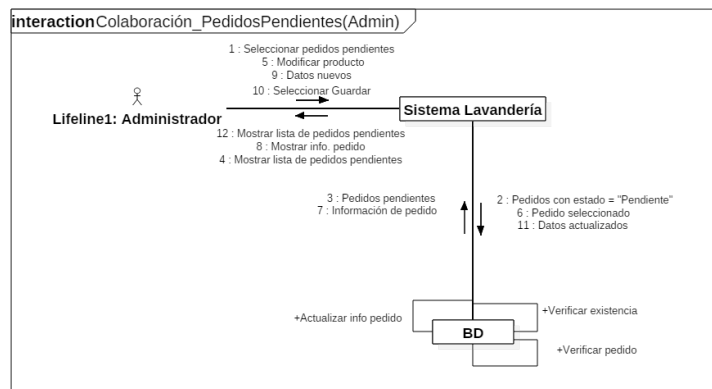 interaction Colaboración_PedidosPendientes(Admin)
1 : Seleccionar pedidos pendientes
5 : Modificar producto
9 : Datos nuevos
10 : Seleccionar Guardar
Lifeline1: Administrador
Sistema Lavandería
12 : Mostrar lista de pedidos pendientes
8 : Mostrar info. pedido
4 : Mostrar lista de pedidos pendientes
3 : Pedidos pendientes
7 : Información de pedido
2 : Pedidos con estado = "Pendiente"
6 : Pedido seleccionado
11 : Datos actualizados
+Actualizar info pedido
+Verificar existencia
BD
+Verificar pedido